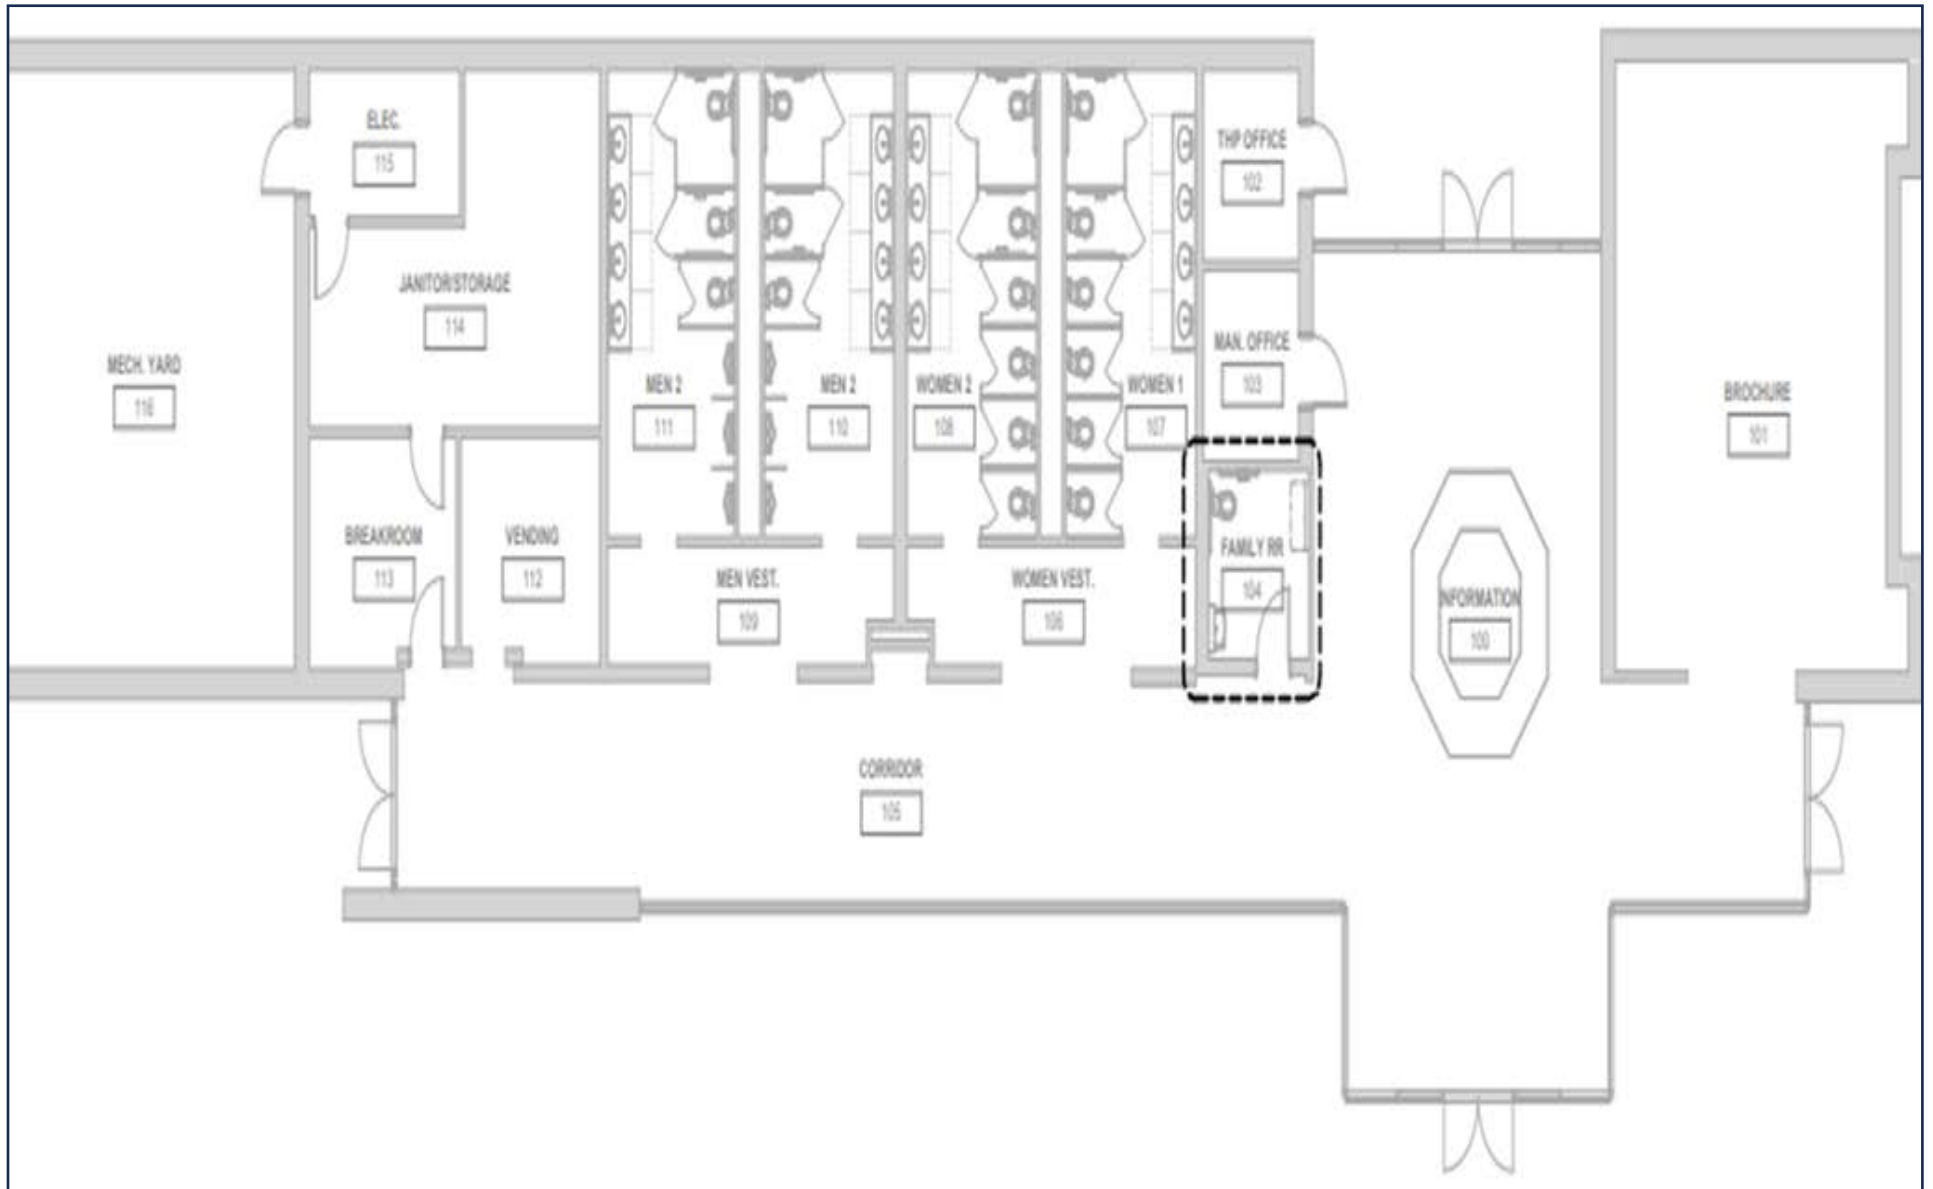 ELEC.
115
THP OFFICE
102
JANITOR/STORAGE
114
MAN. OFFICE
103
MECH. YARD
116
MEN 2
111
MEN 2
110
WOMEN 2
108
WOMEN 1
107
BROCHURE
101
BREAKROOM
113
VENDING
112
MEN VEST.
109
WOMEN VEST.
106
FAMILY RR
104
INFORMATION
100
CORRIDOR
105